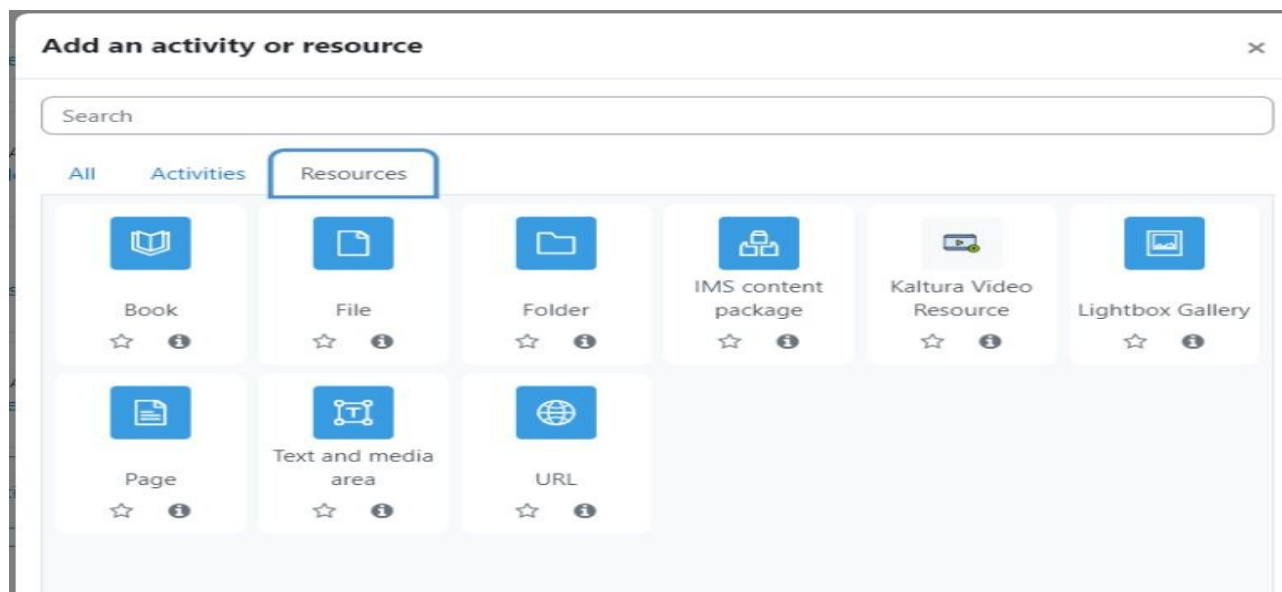 Add an activity or resource
Search
All Activities Resources
Book
File
Folder
IMS content
package
Kaltura Video
Resource
Lightbox Gallery
Page
Text and media
area
URL